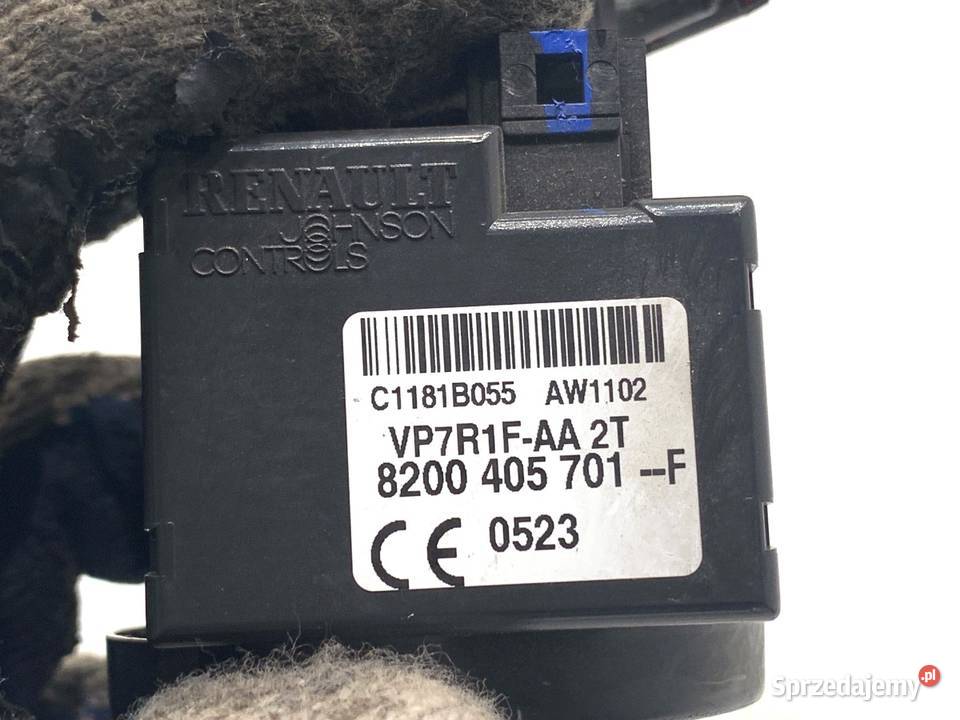 RENAULT
JOHNSON
CONTROLS
C1181B055 AW1102
VP7R1F-AA 2T
8200 405 701 --F
CE 0523
Sprzedajemy.pl